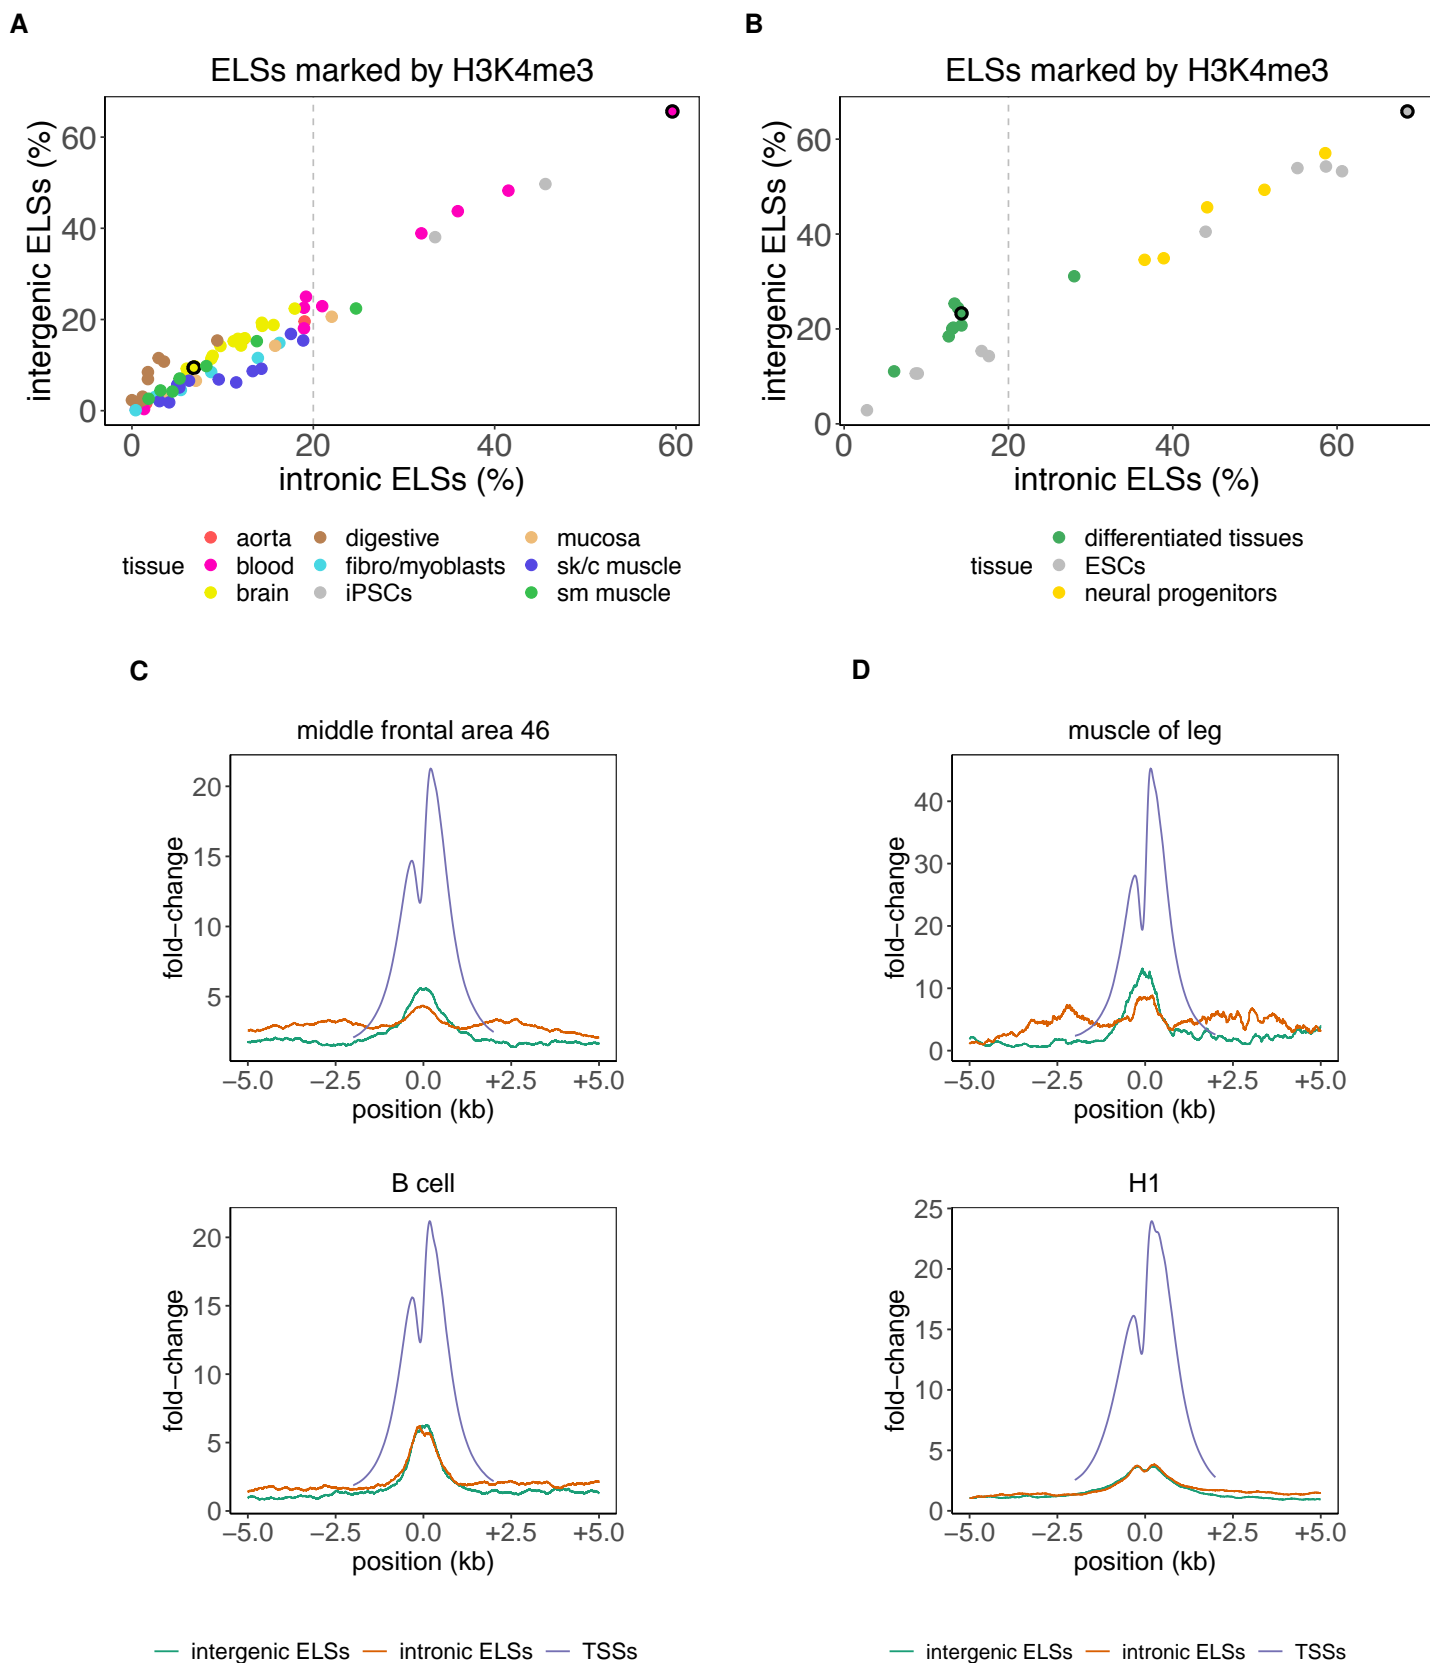 A
B
ELSs marked by H3K4me3
ELSs marked by H3K4me3
intergenic ELSs (%)
60
40
20
0
0 20 40 60
intronic ELSs (%)
intergenic ELSs (%)
60
40
20
0
0 20 40 60
intronic ELSs (%)
tissue
aorta digestive mucosa
blood fibro/myoblasts sk/c muscle
brain iPSCs sm muscle
tissue
differentiated tissues
ESCs
neural progenitors
C
D
middle frontal area 46
fold−change
20
15
10
5
−5.0 −2.5 0.0 +2.5 +5.0
position (kb)
muscle of leg
fold−change
40
30
20
10
0
−5.0 −2.5 0.0 +2.5 +5.0
position (kb)
B cell
fold−change
20
15
10
5
0
−5.0 −2.5 0.0 +2.5 +5.0
position (kb)
H1
fold−change
25
20
15
10
5
0
−5.0 −2.5 0.0 +2.5 +5.0
position (kb)
intergenic ELSs intronic ELSs TSSs
intergenic ELSs intronic ELSs TSSs